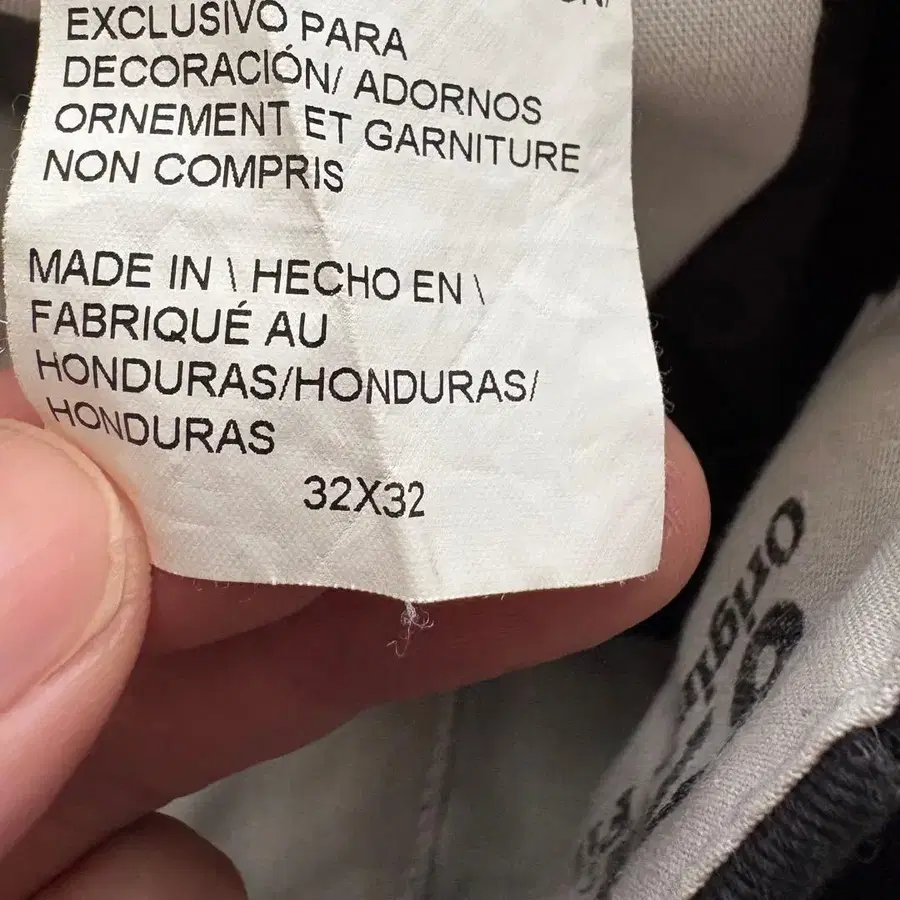 EXCLUSIVO PARA
DECORACIÓN/ ADORNOS
ORNEMENT ET GARNITURE
NON COMPRIS
MADE IN \ HECHO EN \
FABRIQUÉ AU
HONDURAS/HONDURAS/
HONDURAS
32X32